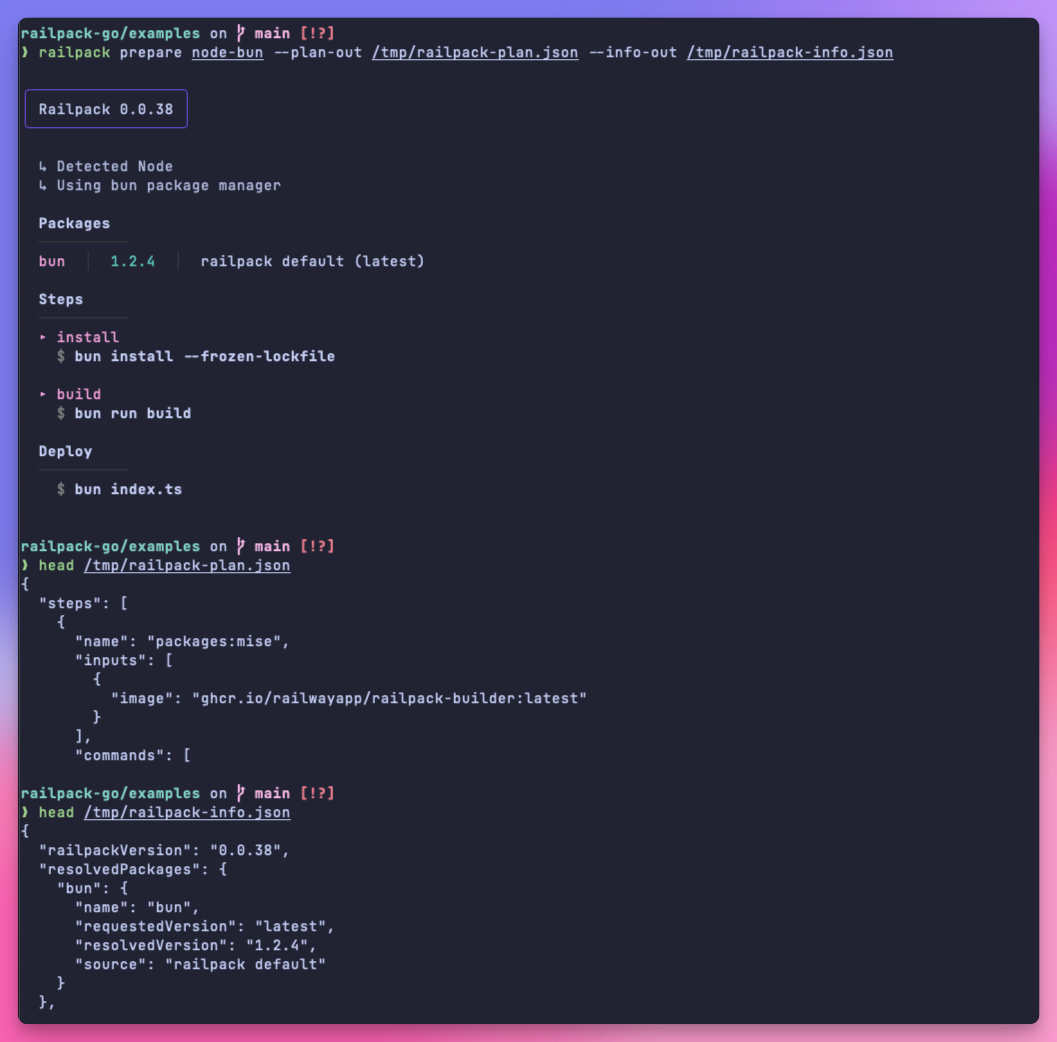 railpack-go/examples on main [!?]
❱ railpack prepare node-bun --plan-out /tmp/railpack-plan.json --info-out /tmp/railpack-info.json
Railpack 0.0.38
↳ Detected Node
↳ Using bun package manager
Packages
bun │ 1.2.4 │ railpack default (latest)
Steps
▸ install
$ bun install --frozen-lockfile
▸ build
$ bun run build
Deploy
$ bun index.ts
railpack-go/examples on main [!?]
❱ head /tmp/railpack-plan.json
{
  "steps": [
    {
      "name": "packages:mise",
      "inputs": [
        {
          "image": "ghcr.io/railwayapp/railpack-builder:latest"
        }
      ],
      "commands": [
railpack-go/examples on main [!?]
❱ head /tmp/railpack-info.json
{
  "railpackVersion": "0.0.38",
  "resolvedPackages": {
    "bun": {
      "name": "bun",
      "requestedVersion": "latest",
      "resolvedVersion": "1.2.4",
      "source": "railpack default"
    }
  },